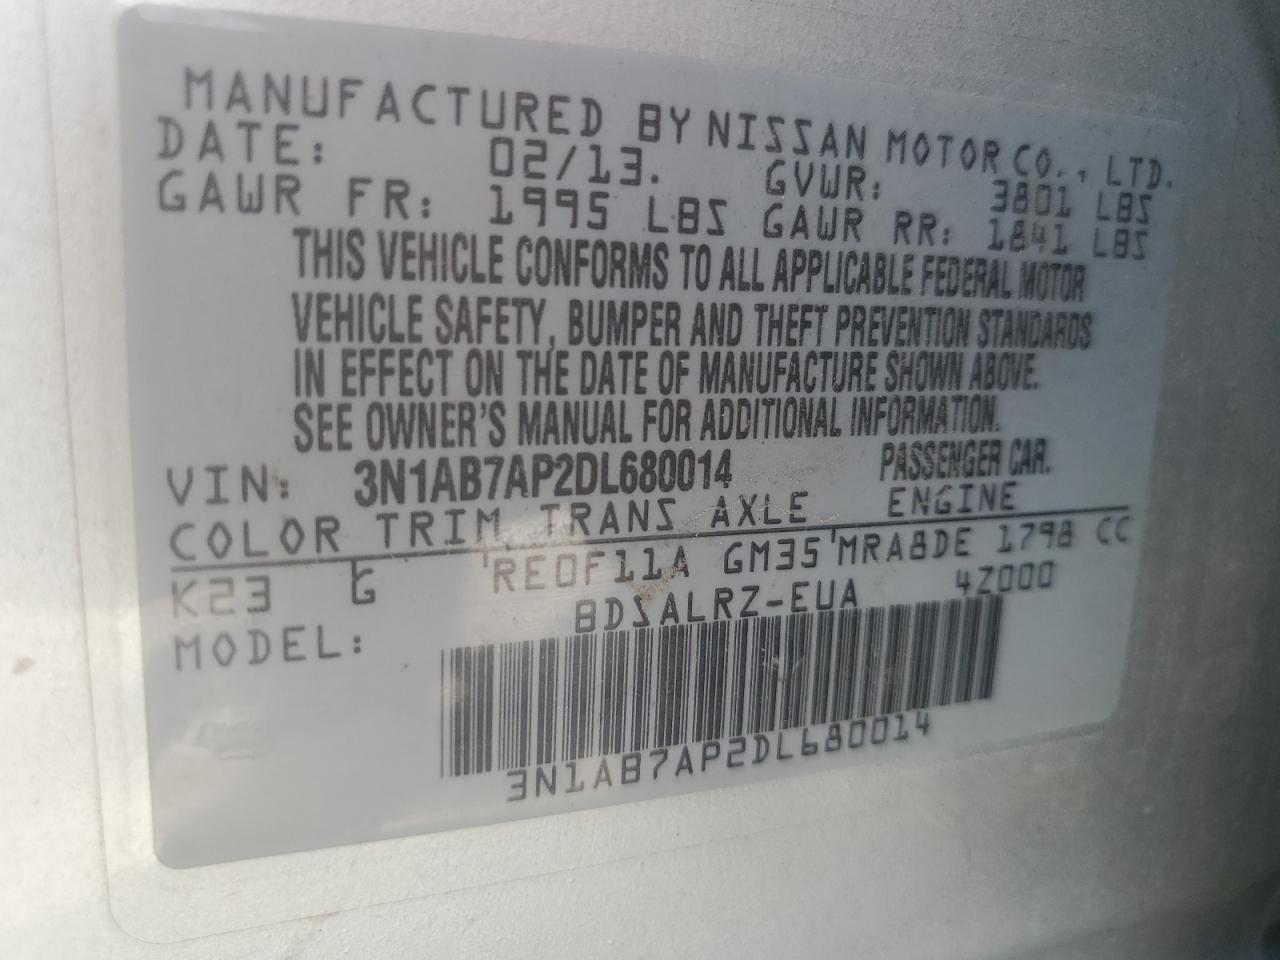 MANUFACTURED BY NISSAN MOTOR CO., LTD.
DATE: 02/13. GVWR: 3801 LBS
GAWR FR: 1995 LBS GAWR RR: 1841 LBS
THIS VEHICLE CONFORMS TO ALL APPLICABLE FEDERAL MOTOR
VEHICLE SAFETY, BUMPER AND THEFT PREVENTION STANDARDS
IN EFFECT ON THE DATE OF MANUFACTURE SHOWN ABOVE.
SEE OWNER'S MANUAL FOR ADDITIONAL INFORMATION.
VIN: 3N1AB7AP2DL680014 PASSENGER CAR.
COLOR TRIM TRANS AXLE ENGINE
K23 G RE0F11A GM35 MRA8DE 1798 CC
MODEL: BDSALRZ-EUA 4Z000
3N1AB7AP2DL680014